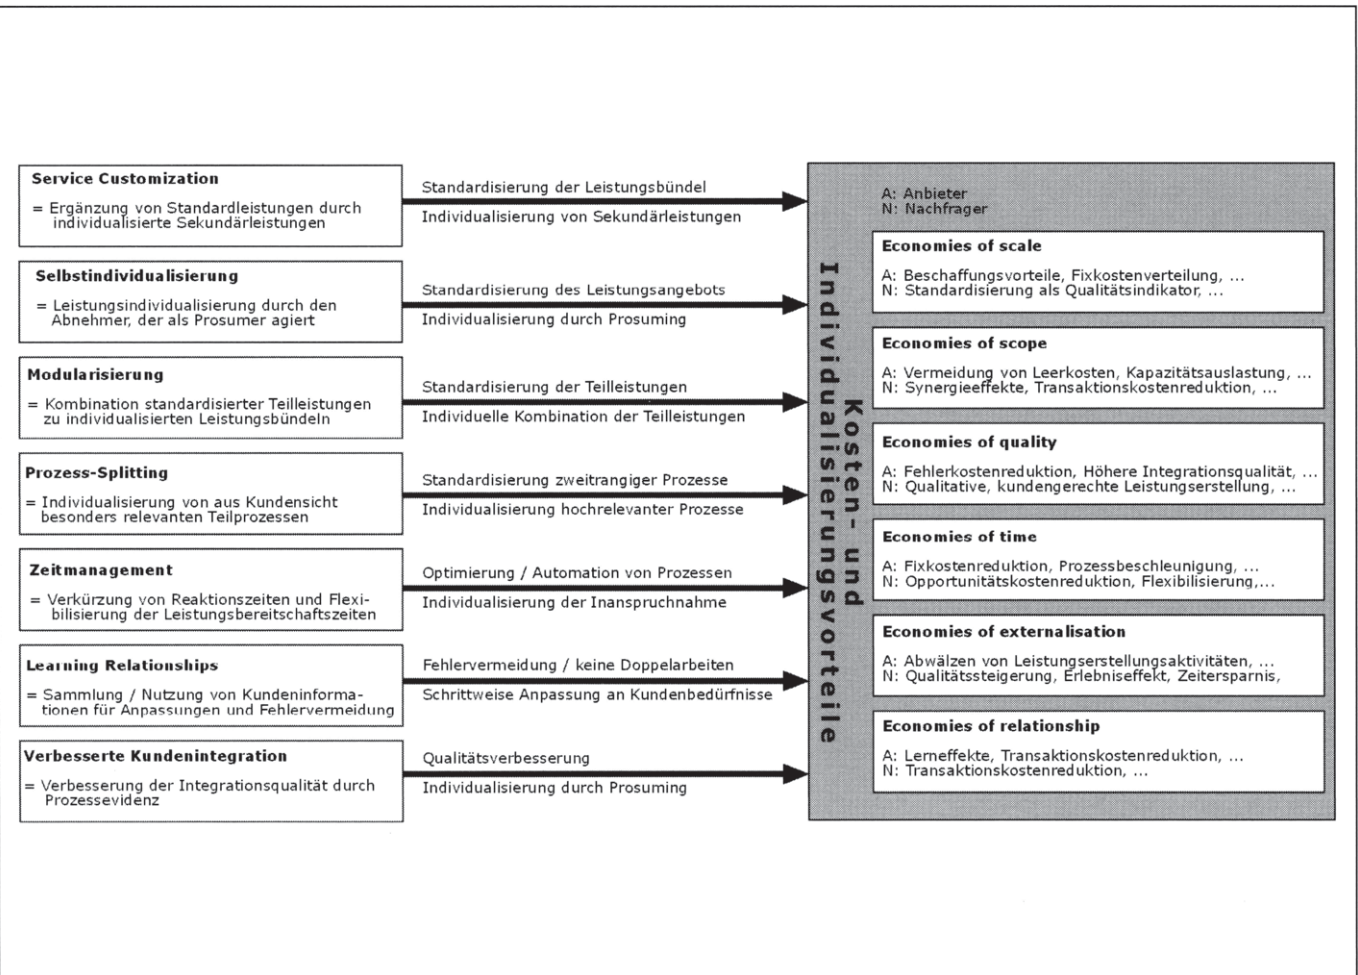 Service Customization
= Ergänzung von Standardleistungen durch
individualisierte Sekundärleistungen
Standardisierung der Leistungsbündel
Individualisierung von Sekundärleistungen
Selbstindividualisierung
= Leistungsindividualisierung durch den
Abnehmer, der als Prosumer agiert
Standardisierung des Leistungsangebots
Individualisierung durch Prosuming
Modularisierung
= Kombination standardisierter Teilleistungen
zu individualisierten Leistungsbündeln
Standardisierung der Teilleistungen
Individuelle Kombination der Teilleistungen
Prozess-Splitting
= Individualisierung von aus Kundensicht
besonders relevanten Teilprozessen
Standardisierung zweitrangiger Prozesse
Individualisierung hochrelevanter Prozesse
Zeitmanagement
= Verkürzung von Reaktionszeiten und Flexi-
bilisierung der Leistungsbereitschaftszeiten
Optimierung / Automation von Prozessen
Individualisierung der Inanspruchnahme
Learning Relationships
= Sammlung / Nutzung von Kundeninforma-
tionen für Anpassungen und Fehlervermeidung
Fehlervermeidung / keine Doppelarbeiten
Schrittweise Anpassung an Kundenbedürfnisse
Verbesserte Kundenintegration
= Verbesserung der Integrationsqualität durch
Prozessevidenz
Qualitätsverbesserung
Individualisierung durch Prosuming
Kosten- und
Individualisierungsvorteile
A: Anbieter
N: Nachfrager
Economies of scale
A: Beschaffungsvorteile, Fixkostenverteilung, ...
N: Standardisierung als Qualitätsindikator, ...
Economies of scope
A: Vermeidung von Leerkosten, Kapazitätsauslastung, ...
N: Synergieeffekte, Transaktionskostenreduktion, ...
Economies of quality
A: Fehlerkostenreduktion, Höhere Integrationsqualität, ...
N: Qualitative, kundengerechte Leistungserstellung, ...
Economies of time
A: Fixkostenreduktion, Prozessbeschleunigung, ...
N: Opportunitätskostenreduktion, Flexibilisierung,...
Economies of externalisation
A: Abwälzen von Leistungserstellungsaktivitäten, ...
N: Qualitätssteigerung, Erlebniseffekt, Zeitersparnis,
Economies of relationship
A: Lerneffekte, Transaktionskostenreduktion, ...
N: Transaktionskostenreduktion, ...